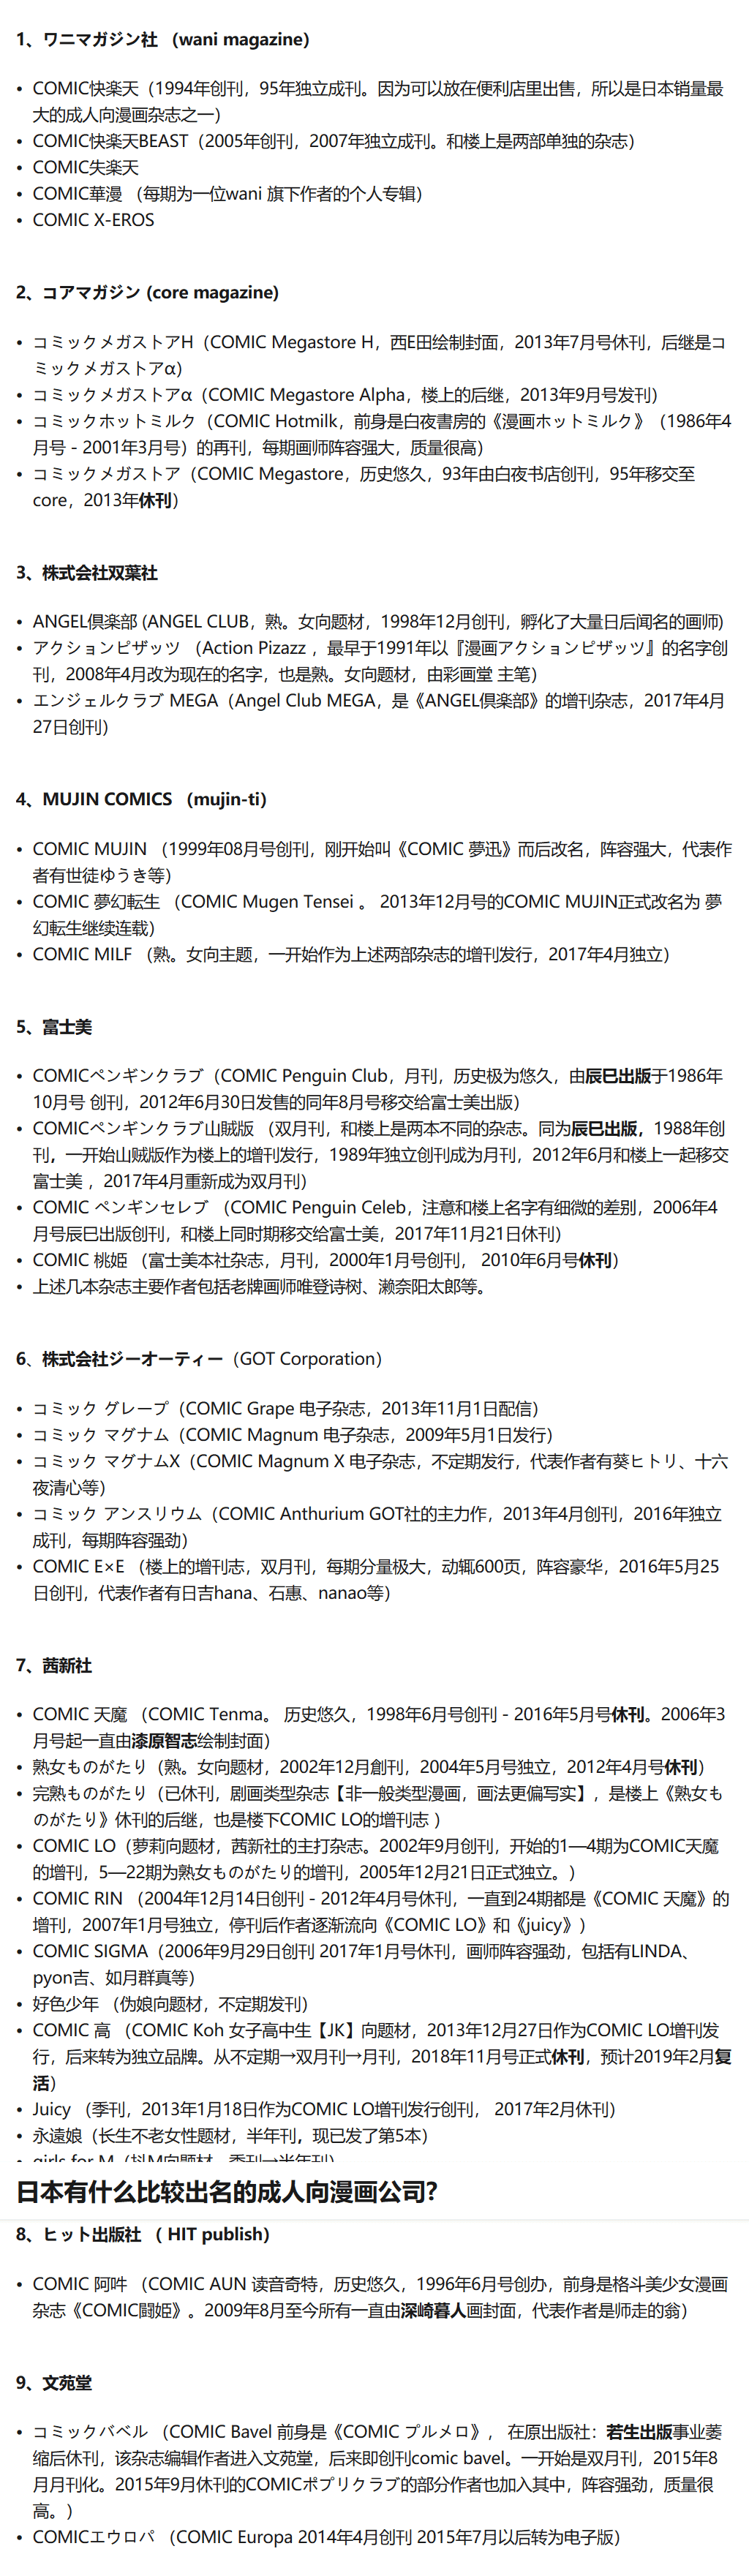 1、ワニマガジン社 （wani magazine）
• COMIC快楽天（1994年创刊，95年独立成刊。因为可以放在便利店里出售，所以是日本销量最
大的成人向漫画杂志之一）
• COMIC快楽天BEAST（2005年创刊，2007年独立成刊。和楼上是两部单独的杂志）
• COMIC失楽天
• COMIC華漫 （每期为一位wani 旗下作者的个人专辑）
• COMIC X-EROS
2、コアマガジン (core magazine)
• コミックメガストアH（COMIC Megastore H，西E田绘制封面，2013年7月号休刊，后继是コ
ミックメガストアα）
• コミックメガストアα（COMIC Megastore Alpha，楼上的后继，2013年9月号发刊）
• コミックホットミルク（COMIC Hotmilk，前身是白夜書房的《漫画ホットミルク》（1986年4
月号 - 2001年3月号）的再刊，每期画师阵容强大，质量很高）
• コミックメガストア（COMIC Megastore，历史悠久，93年由白夜书店创刊，95年移交至
core，2013年休刊）
3、株式会社双葉社
• ANGEL倶楽部 (ANGEL CLUB，熟。女向题材，1998年12月创刊，孵化了大量日后闻名的画师)
• アクションピザッツ （Action Pizazz ，最早于1991年以『漫画アクションピザッツ』的名字创
刊，2008年4月改为现在的名字，也是熟。女向题材，由彩画堂 主笔）
• エンジェルクラブ MEGA（Angel Club MEGA，是《ANGEL倶楽部》的增刊杂志，2017年4月
27日创刊）
4、MUJIN COMICS （mujin-ti）
• COMIC MUJIN （1999年08月号创刊，刚开始叫《COMIC 夢迅》而后改名，阵容强大，代表作
者有世徒ゆうき等）
• COMIC 夢幻転生 （COMIC Mugen Tensei 。 2013年12月号的COMIC MUJIN正式改名为 夢
幻転生继续连载）
• COMIC MILF （熟。女向主题，一开始作为上述两部杂志的增刊发行，2017年4月独立）
5、富士美
• COMICペンギンクラブ（COMIC Penguin Club，月刊，历史极为悠久，由辰巳出版于1986年
10月号 创刊，2012年6月30日发售的同年8月号移交给富士美出版）
• COMICペンギンクラブ山賊版 （双月刊，和楼上是两本不同的杂志。同为辰巳出版，1988年创
刊，一开始山贼版作为楼上的增刊发行，1989年独立创刊成为月刊，2012年6月和楼上一起移交
富士美 ，2017年4月重新成为双月刊）
• COMIC ペンギンセレブ （COMIC Penguin Celeb，注意和楼上名字有细微的差别，2006年4
月号辰巳出版创刊，和楼上同时期移交给富士美，2017年11月21日休刊）
• COMIC 桃姫 （富士美本社杂志，月刊，2000年1月号创刊， 2010年6月号休刊）
• 上述几本杂志主要作者包括老牌画师唯登诗树、濑奈阳太郎等。
6、株式会社ジーオーティー（GOT Corporation）
• コミック グレープ（COMIC Grape 电子杂志，2013年11月1日配信）
• コミック マグナム（COMIC Magnum 电子杂志，2009年5月1日发行）
• コミック マグナムX（COMIC Magnum X 电子杂志，不定期发行，代表作者有葵ヒトリ、十六
夜清心等）
• コミック アンスリウム（COMIC Anthurium GOT社的主力作，2013年4月创刊，2016年独立
成刊，每期阵容强劲）
• COMIC E×E （楼上的增刊志，双月刊，每期分量极大，动辄600页，阵容豪华，2016年5月25
日创刊，代表作者有日吉hana、石惠、nanao等）
7、茜新社
• COMIC 天魔 （COMIC Tenma。 历史悠久，1998年6月号创刊 - 2016年5月号休刊。2006年3
月号起一直由漆原智志绘制封面）
• 熟女ものがたり（熟。女向题材，2002年12月創刊，2004年5月号独立，2012年4月号休刊）
• 完熟ものがたり（已休刊，剧画类型杂志【非一般类型漫画，画法更偏写实】，是楼上《熟女も
のがたり》休刊的后继，也是楼下COMIC LO的增刊志 ）
• COMIC LO（萝莉向题材，茜新社的主打杂志。2002年9月创刊，开始的1—4期为COMIC天魔
的增刊，5—22期为熟女ものがたり的增刊，2005年12月21日正式独立。）
• COMIC RIN （2004年12月14日创刊 - 2012年4月号休刊，一直到24期都是《COMIC 天魔》的
增刊，2007年1月号独立，停刊后作者逐渐流向《COMIC LO》和《juicy》）
• COMIC SIGMA（2006年9月29日创刊 2017年1月号休刊，画师阵容强劲，包括有LINDA、
pyon吉、如月群真等）
• 好色少年 （伪娘向题材，不定期发刊）
• COMIC 高 （COMIC Koh 女子高中生【JK】向题材，2013年12月27日作为COMIC LO增刊发
行，后来转为独立品牌。从不定期→双月刊→月刊，2018年11月号正式休刊，预计2019年2月复
活）
• Juicy （季刊，2013年1月18日作为COMIC LO増刊发行创刊， 2017年2月休刊）
• 永遠娘（长生不老女性题材，半年刊，现已发了第5本）
• girls for M（抖M向题材，季刊→半年刊）
日本有什么比较出名的成人向漫画公司?
8、ヒット出版社 （ HIT publish）
• COMIC 阿吽 （COMIC AUN 读音奇特，历史悠久，1996年6月号创办，前身是格斗美少女漫画
杂志《COMIC闘姫》。2009年8月至今所有一直由深崎暮人画封面，代表作者是师走的翁）
9、文苑堂
• コミックバベル （COMIC Bavel 前身是《COMIC プルメロ》， 在原出版社：若生出版事业萎
缩后休刊，该杂志编辑作者进入文苑堂，后来即创刊comic bavel。一开始是双月刊，2015年8
月月刊化。2015年9月休刊的COMICポプリクラブ的部分作者也加入其中，阵容强劲，质量很
高。）
• COMICエウロパ （COMIC Europa 2014年4月创刊 2015年7月以后转为电子版）